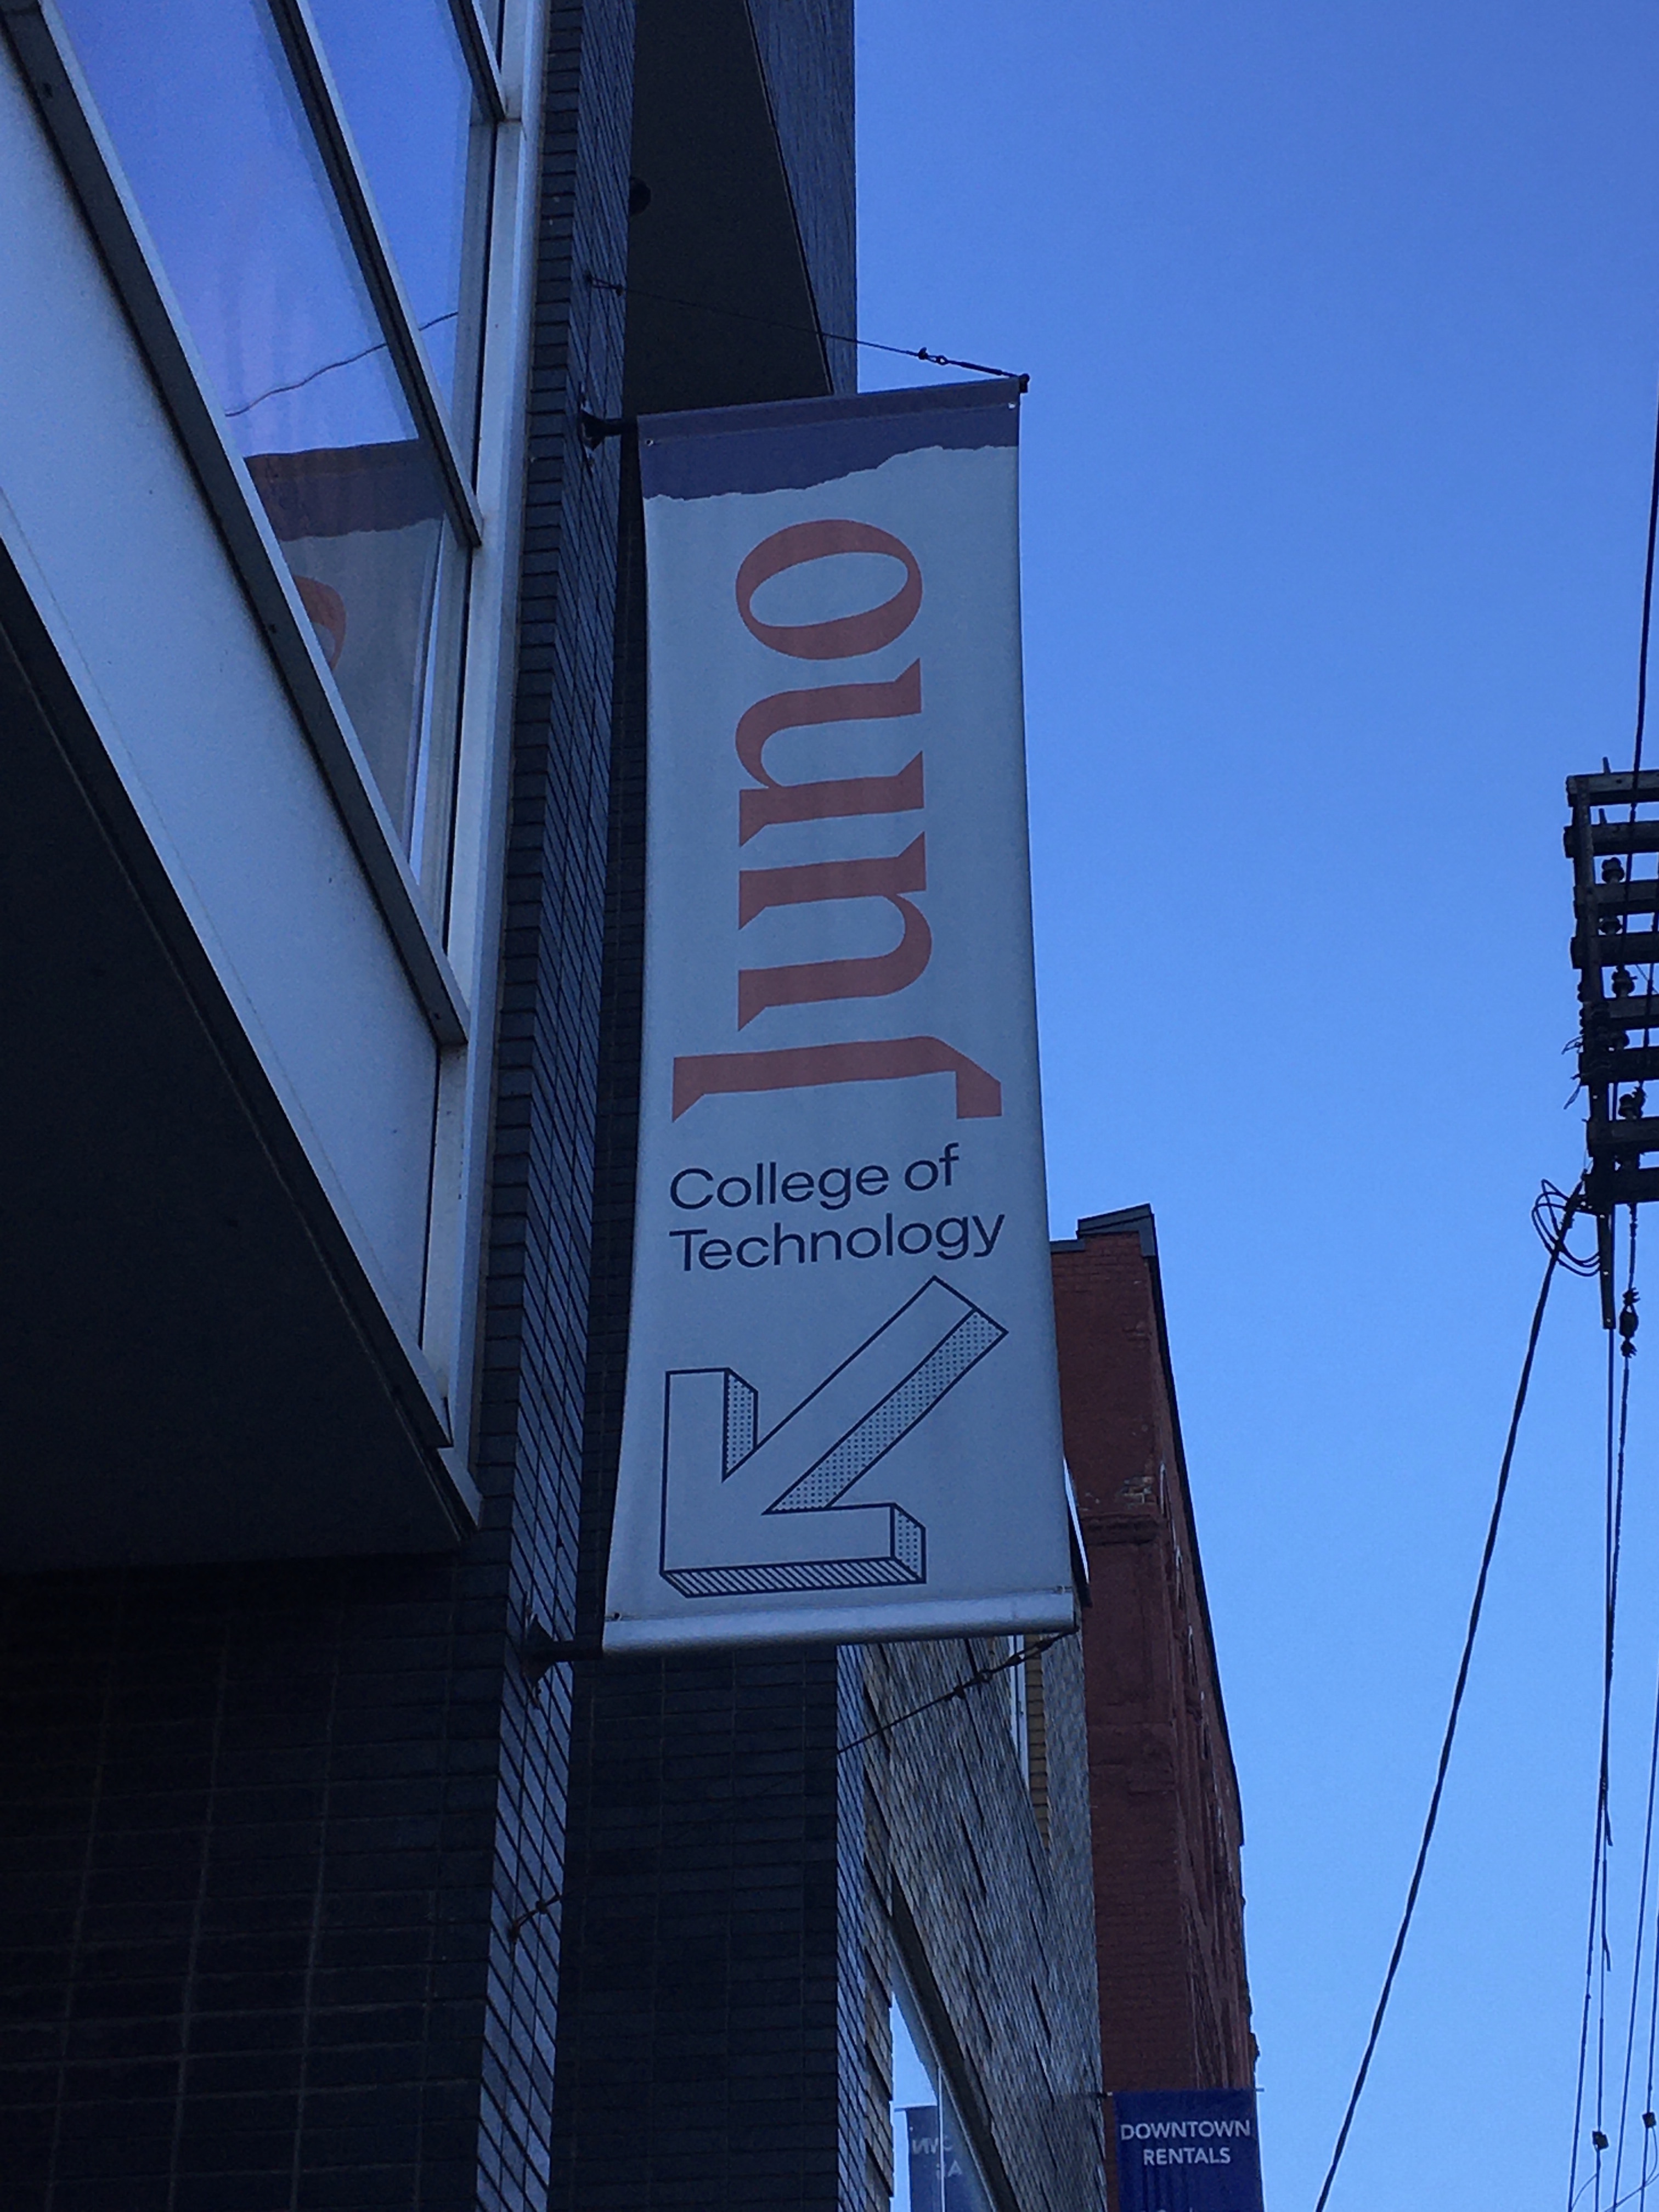 Juno
College of
Technology
DOWNTOWN
RENTALS